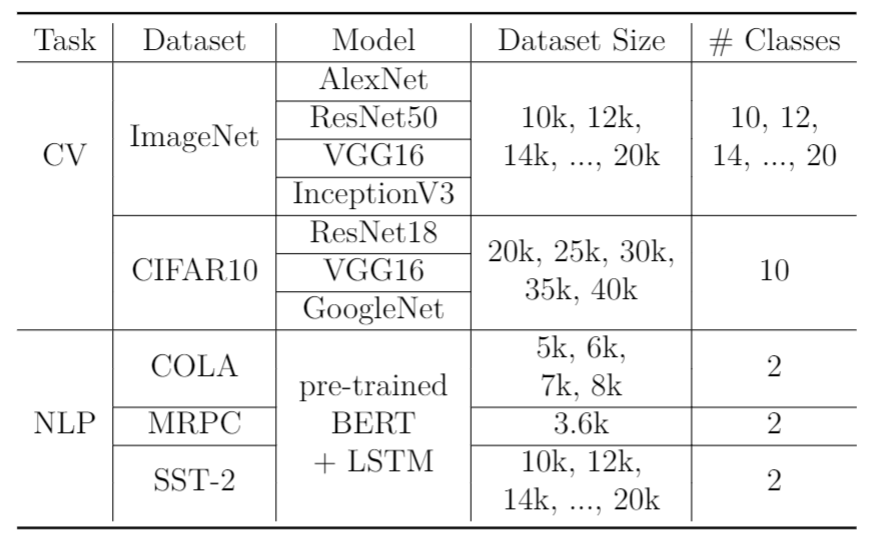 Task Dataset Model Dataset Size # Classes
CV
ImageNet
AlexNet
ResNet50
VGG16
InceptionV3
10k, 12k,
14k, ..., 20k
10, 12,
14, ..., 20
CIFAR10
ResNet18
VGG16
GoogleNet
20k, 25k, 30k,
35k, 40k
10
NLP
COLA
pre-trained
BERT
+ LSTM
5k, 6k,
7k, 8k
2
MRPC
3.6k
2
SST-2
10k, 12k,
14k, ..., 20k
2